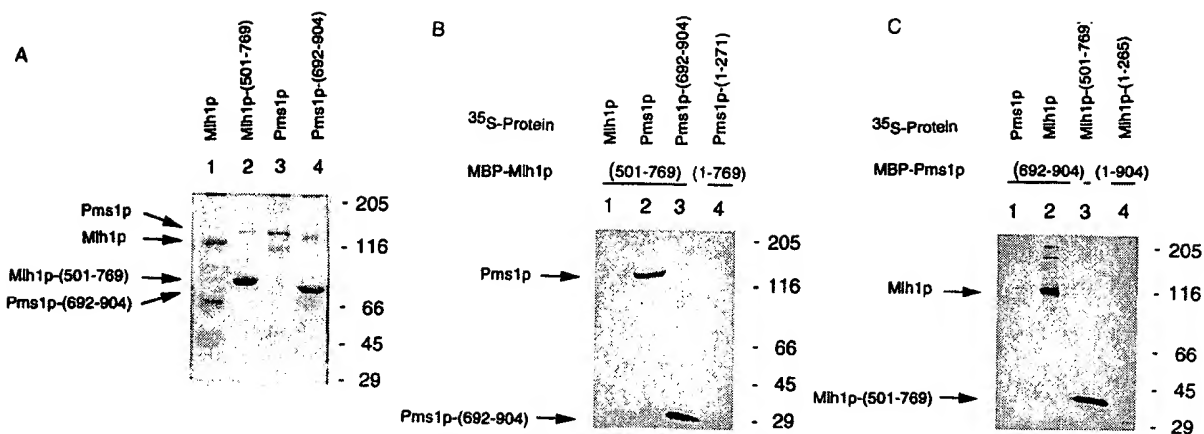 A
Mlh1p
Mlh1p-(501-769)
Pms1p
Pms1p-(692-904)
1 2 3 4
- 205
Pms1p
Mlh1p
- 116
Mlh1p-(501-769)
Pms1p-(692-904)
- 66
- 45
- 29
B
Mlh1p
Pms1p
Pms1p-(692-904)
Pms1p-(1-271)
35S-Protein
MBP-Mlh1p
(501-769) (1-769)
1 2 3 4
- 205
Pms1p
- 116
- 66
- 45
Pms1p-(692-904)
- 29
C
Pms1p
Mlh1p
Mlh1p-(501-769)
Mlh1p-(1-265)
35S-Protein
MBP-Pms1p
(692-904) (1-904)
1 2 3 4
- 205
Mlh1p
- 116
- 66
- 45
Mlh1p-(501-769)
- 29